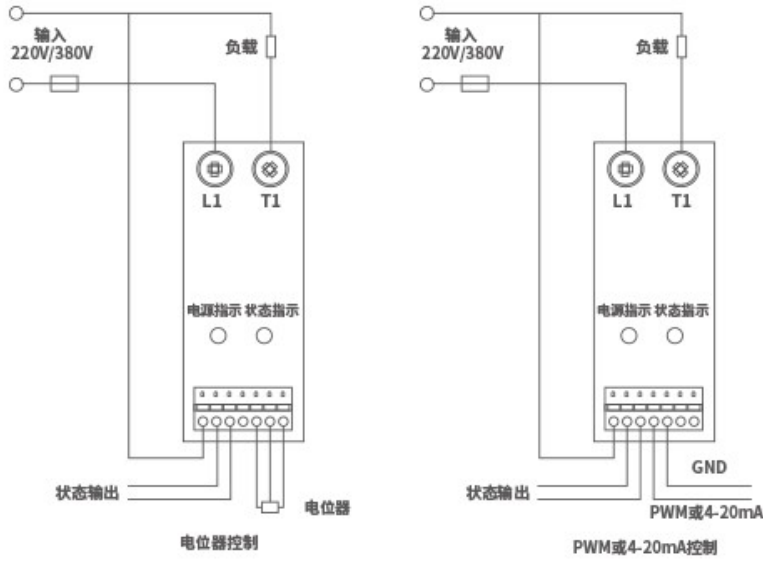 输入
220V/380V
负载
L1
T1
电源指示 状态指示
状态输出
电位器
电位器控制
输入
220V/380V
负载
L1
T1
电源指示 状态指示
GND
状态输出
PWM或4-20mA
PWM或4-20mA控制